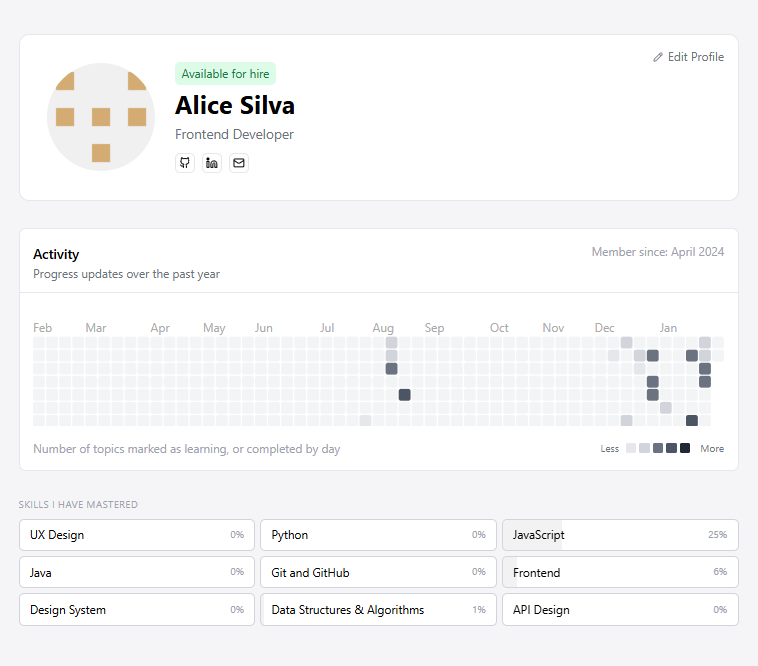 Edit Profile
Available for hire
Alice Silva
Frontend Developer
Activity
Member since: April 2024
Progress updates over the past year
Feb Mar Apr May Jun Jul Aug Sep Oct Nov Dec Jan
Number of topics marked as learning, or completed by day
Less More
SKILLS I HAVE MASTERED
UX Design 0% Python 0% JavaScript 25%
Java 0% Git and GitHub 0% Frontend 6%
Design System 0% Data Structures & Algorithms 1% API Design 0%